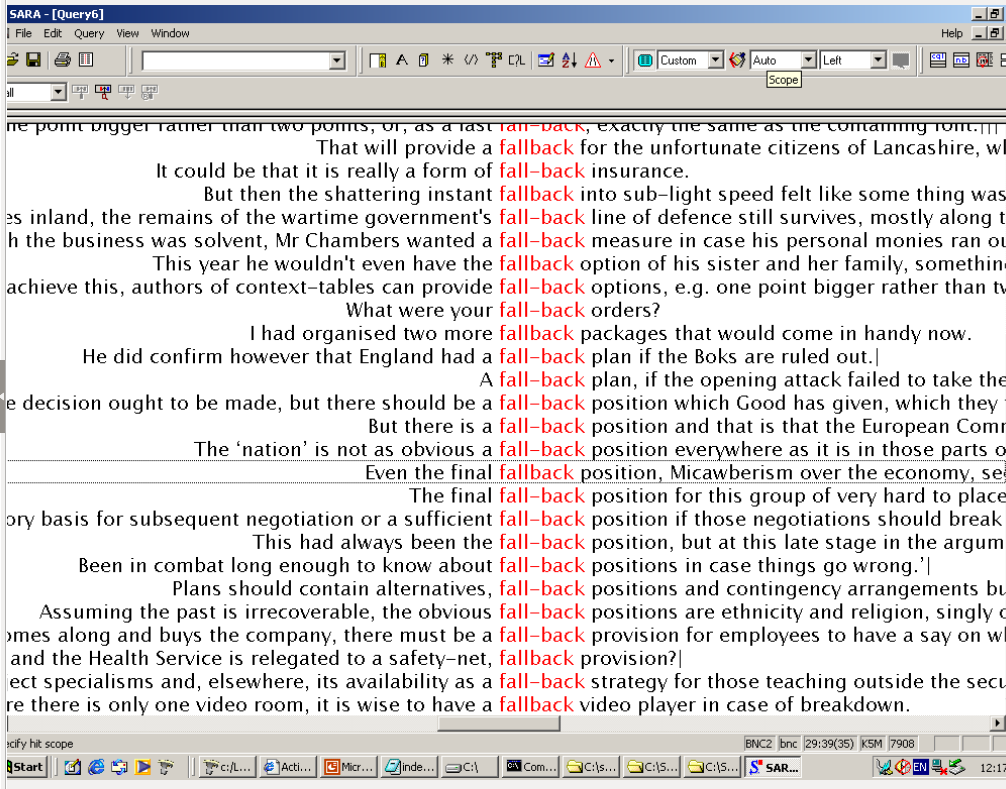 SARA - [Query6]
File Edit Query View Window Help
Custom Auto Left
Scope
he point bigger rather than two points, or, as a last fall-back, exactly the same as the containing font.|||
That will provide a fallback for the unfortunate citizens of Lancashire,
It could be that it is really a form of fall-back insurance.
But then the shattering instant fallback into sub-light speed felt like some thing was
es inland, the remains of the wartime government's fall-back line of defence still survives, mostly along t
h the business was solvent, Mr Chambers wanted a fall-back measure in case his personal monies ran ou
This year he wouldn't even have the fallback option of his sister and her family, somethin
achieve this, authors of context-tables can provide fall-back options, e.g. one point bigger rather than tw
What were your fall-back orders?
I had organised two more fallback packages that would come in handy now.
He did confirm however that England had a fall-back plan if the Boks are ruled out.|
A fall-back plan, if the opening attack failed to take the
e decision ought to be made, but there should be a fall-back position which Good has given, which they
But there is a fall-back position and that is that the European Comm
The ‘nation’ is not as obvious a fall-back position everywhere as it is in those parts o
Even the final fallback position, Micawberism over the economy, se
The final fall-back position for this group of very hard to place
ory basis for subsequent negotiation or a sufficient fall-back position if those negotiations should break
This had always been the fall-back position, but at this late stage in the argum
Been in combat long enough to know about fall-back positions in case things go wrong.’|
Plans should contain alternatives, fall-back positions and contingency arrangements bu
Assuming the past is irrecoverable, the obvious fall-back positions are ethnicity and religion, singly o
omes along and buys the company, there must be a fall-back provision for employees to have a say on w
and the Health Service is relegated to a safety-net, fallback provision?|
ect specialisms and, elsewhere, its availability as a fall-back strategy for those teaching outside the secu
re there is only one video room, it is wise to have a fallback video player in case of breakdown.
ecify hit scope BNC2 bnc 29:39(35) K5M 7908
Start c:/L... Acti... Micr... inde... C:\ Com... C:\s... C:\S... C:\S... SAR... EN 12:17